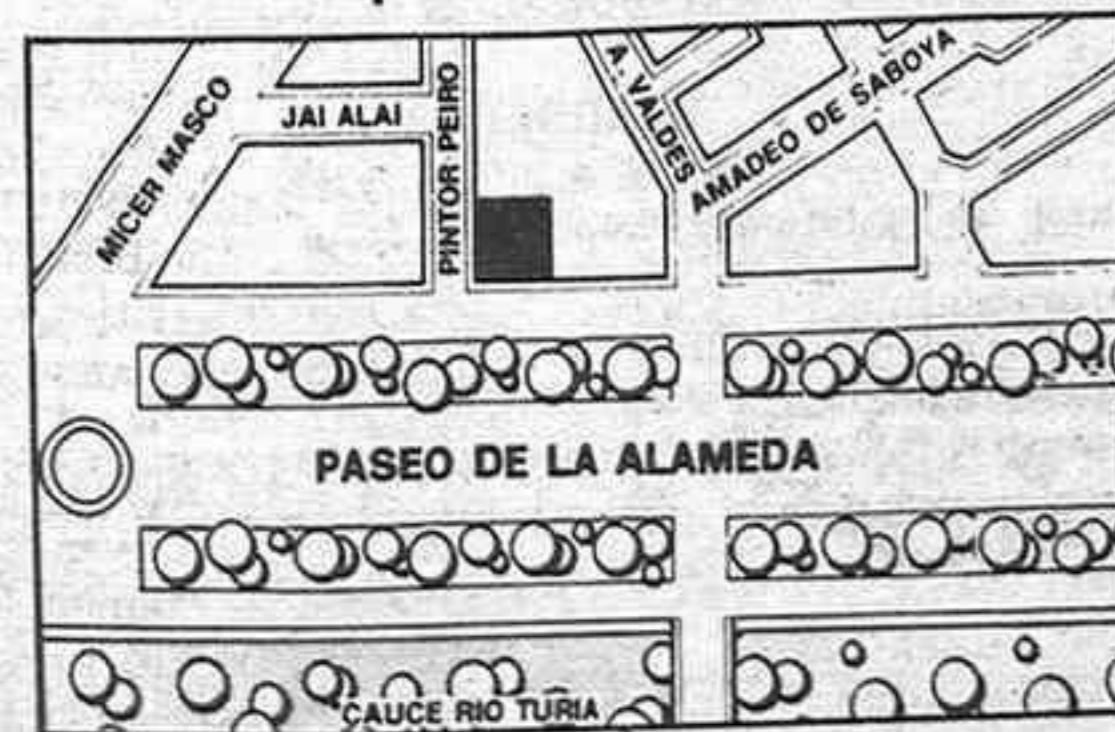 MICER MASCO
JAI ALAI
PINTOR PEIRO
A. VALDES
AMADEO DE SABOYA
PASEO DE LA ALAMEDA
CAUCE RIO TURIA